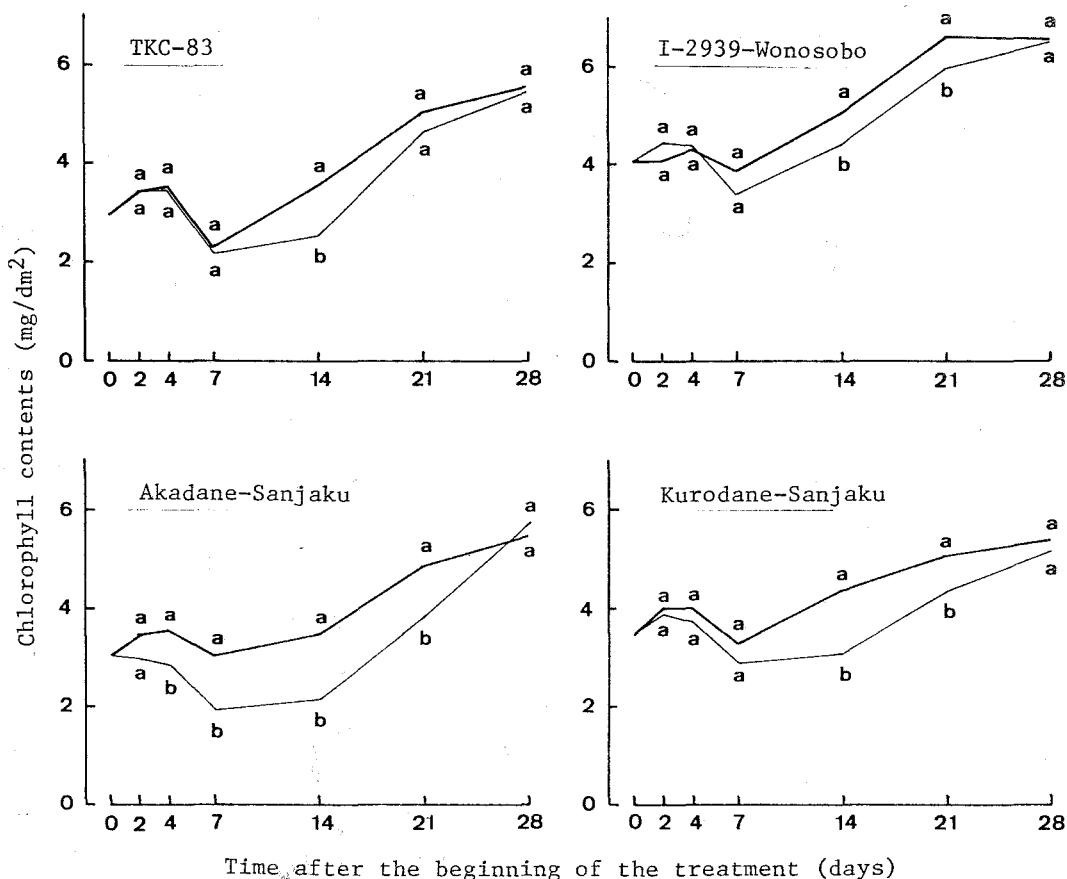 Chlorophyll contents (mg/dm²)
TKC-83
6
4
2
0
a a a a a a
a a a b a a
0 2 4 7 14 21 28
I-2939-Wonosobo
6
4
2
0
a a a a a a
a a a b b a
0 2 4 7 14 21 28
Akadane-Sanjaku
6
4
2
0
a a a a a a
a b b b b a
0 2 4 7 14 21 28
Kurodane-Sanjaku
6
4
2
0
a a a a a a
a a a b b a
0 2 4 7 14 21 28
Time after the beginning of the treatment (days)